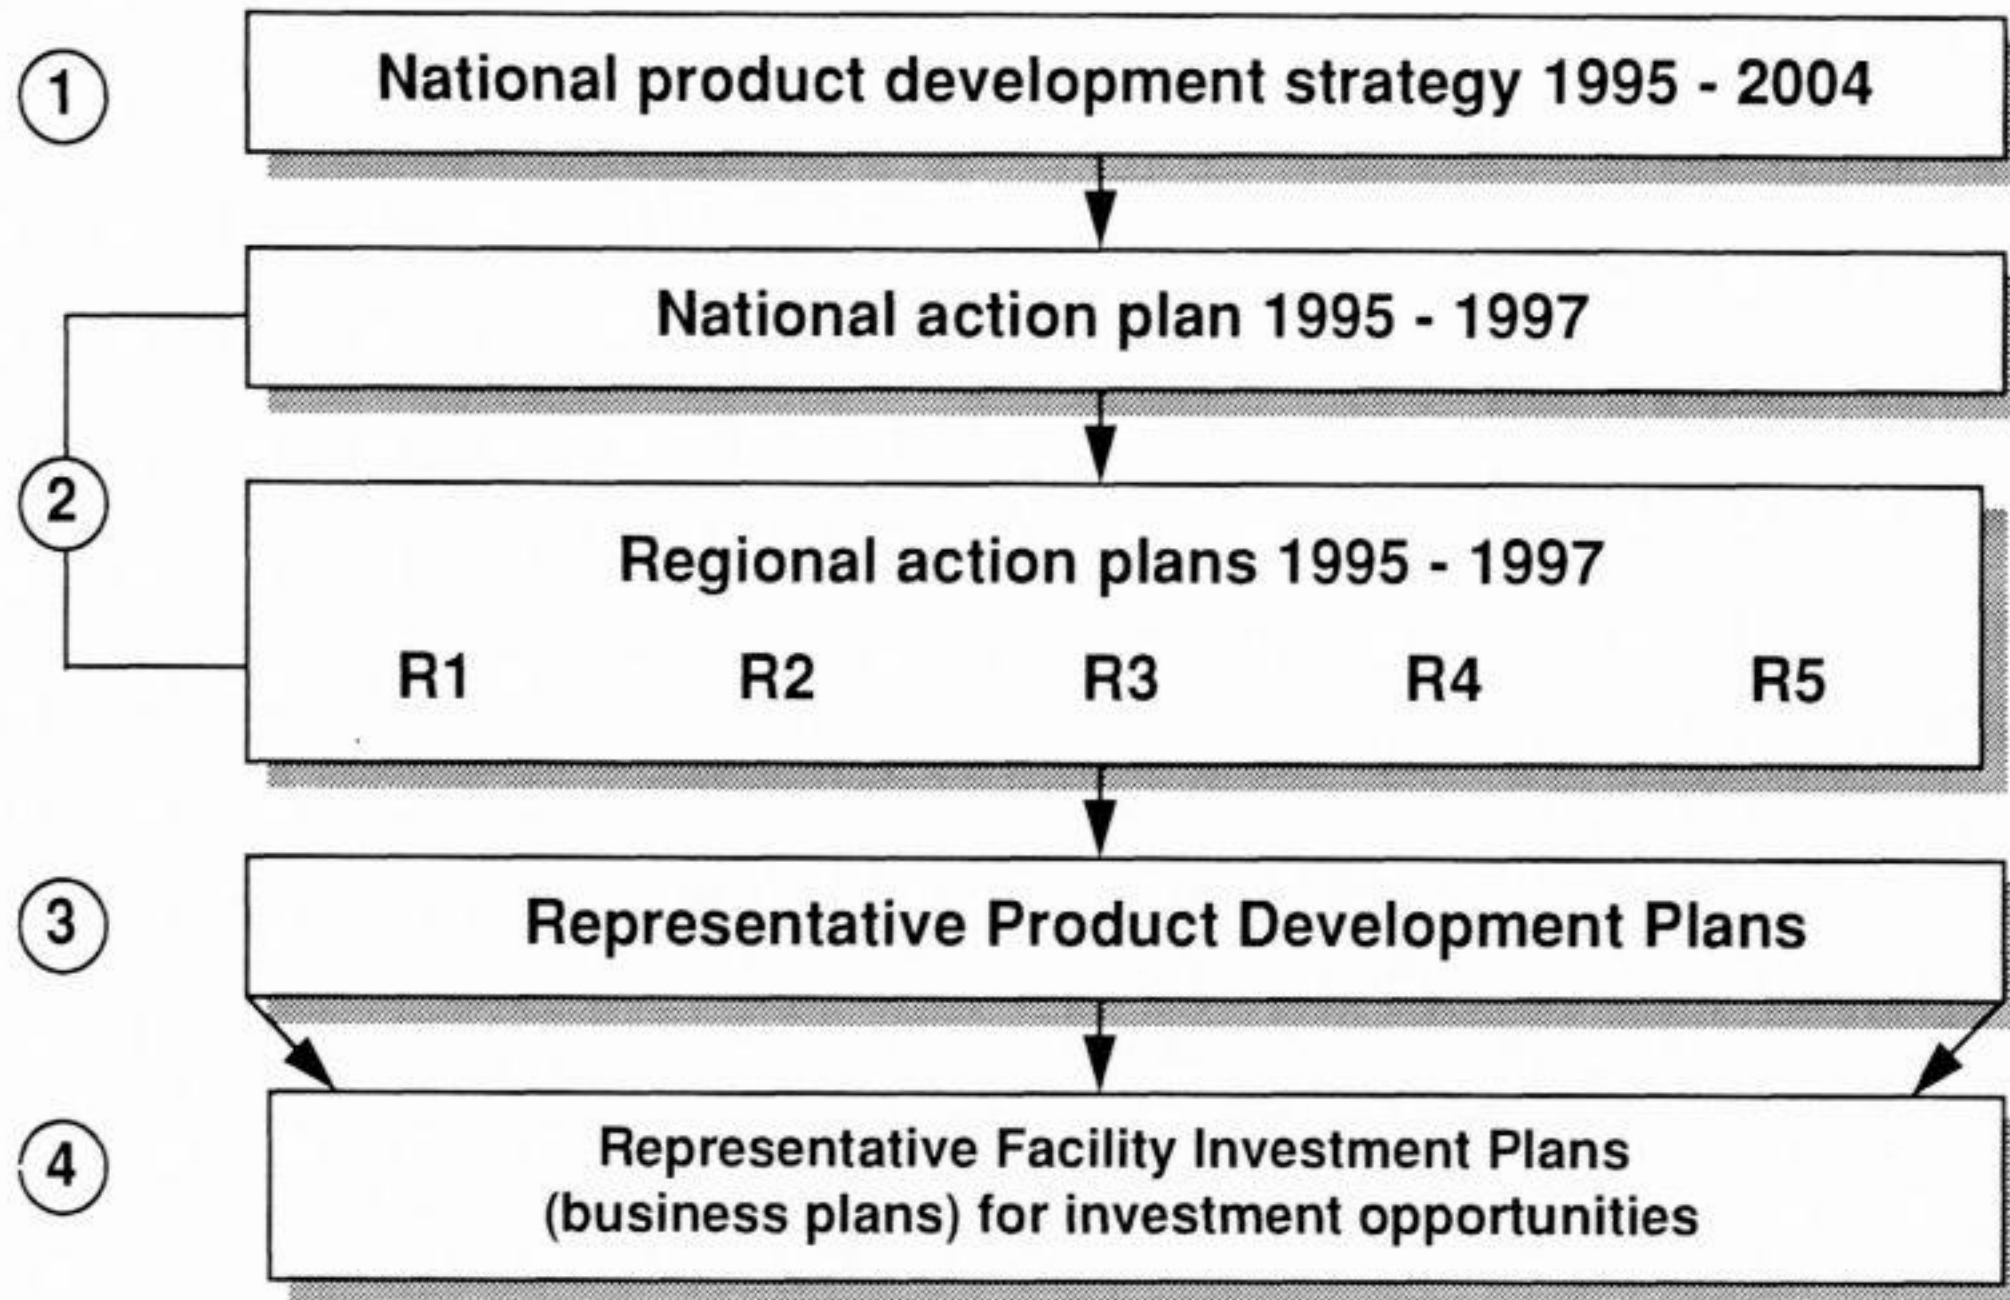 1
National product development strategy 1995 - 2004
National action plan 1995 - 1997
2
Regional action plans 1995 - 1997
R1 R2 R3 R4 R5
3
Representative Product Development Plans
4
Representative Facility Investment Plans
(business plans) for investment opportunities